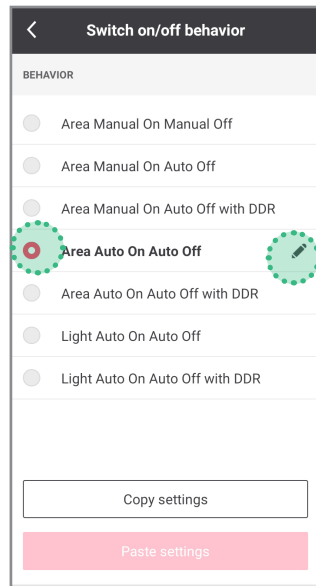 Switch on/off behavior
BEHAVIOR
Area Manual On Manual Off
Area Manual On Auto Off
Area Manual On Auto Off with DDR
Area Auto On Auto Off
Area Auto On Auto Off with DDR
Light Auto On Auto Off
Light Auto On Auto Off with DDR
Copy settings
Paste settings